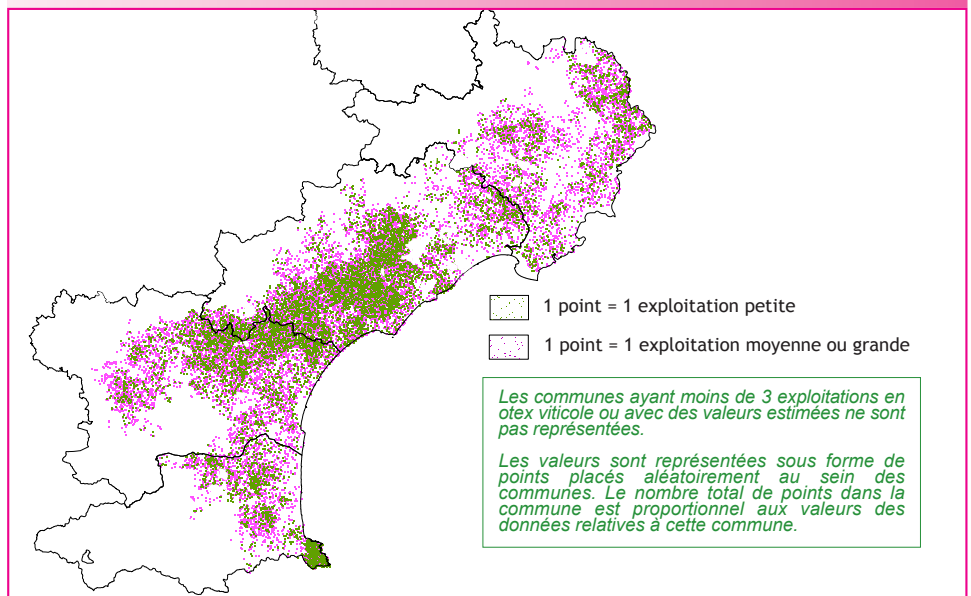 1 point = 1 exploitation petite
1 point = 1 exploitation moyenne ou grande
Les communes ayant moins de 3 exploitations en
otex viticole ou avec des valeurs estimées ne sont
pas représentées.
Les valeurs sont représentées sous forme de
points placés aléatoirement au sein des
communes. Le nombre total de points dans la
commune est proportionnel aux valeurs des
données relatives à cette commune.